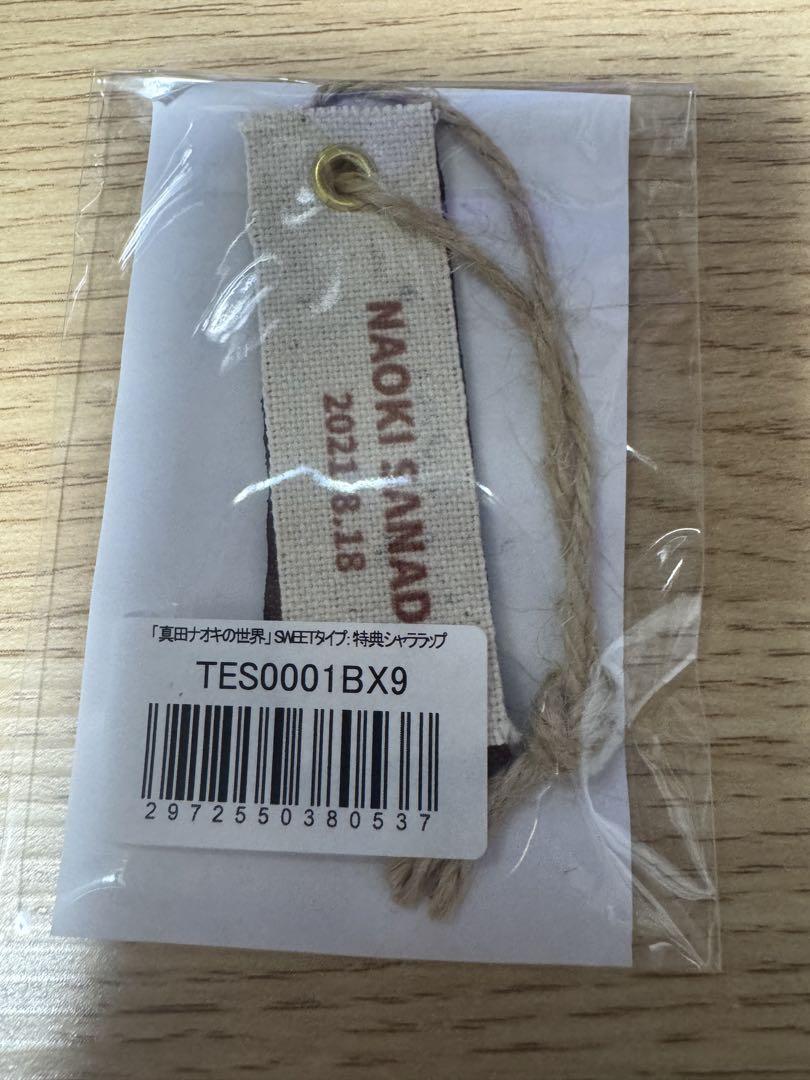 NAOKI SANAD
2021.8.18
「真田ナオキの世界」SWEETタイプ：特典シャララップ
TES0001BX9
2972550380537